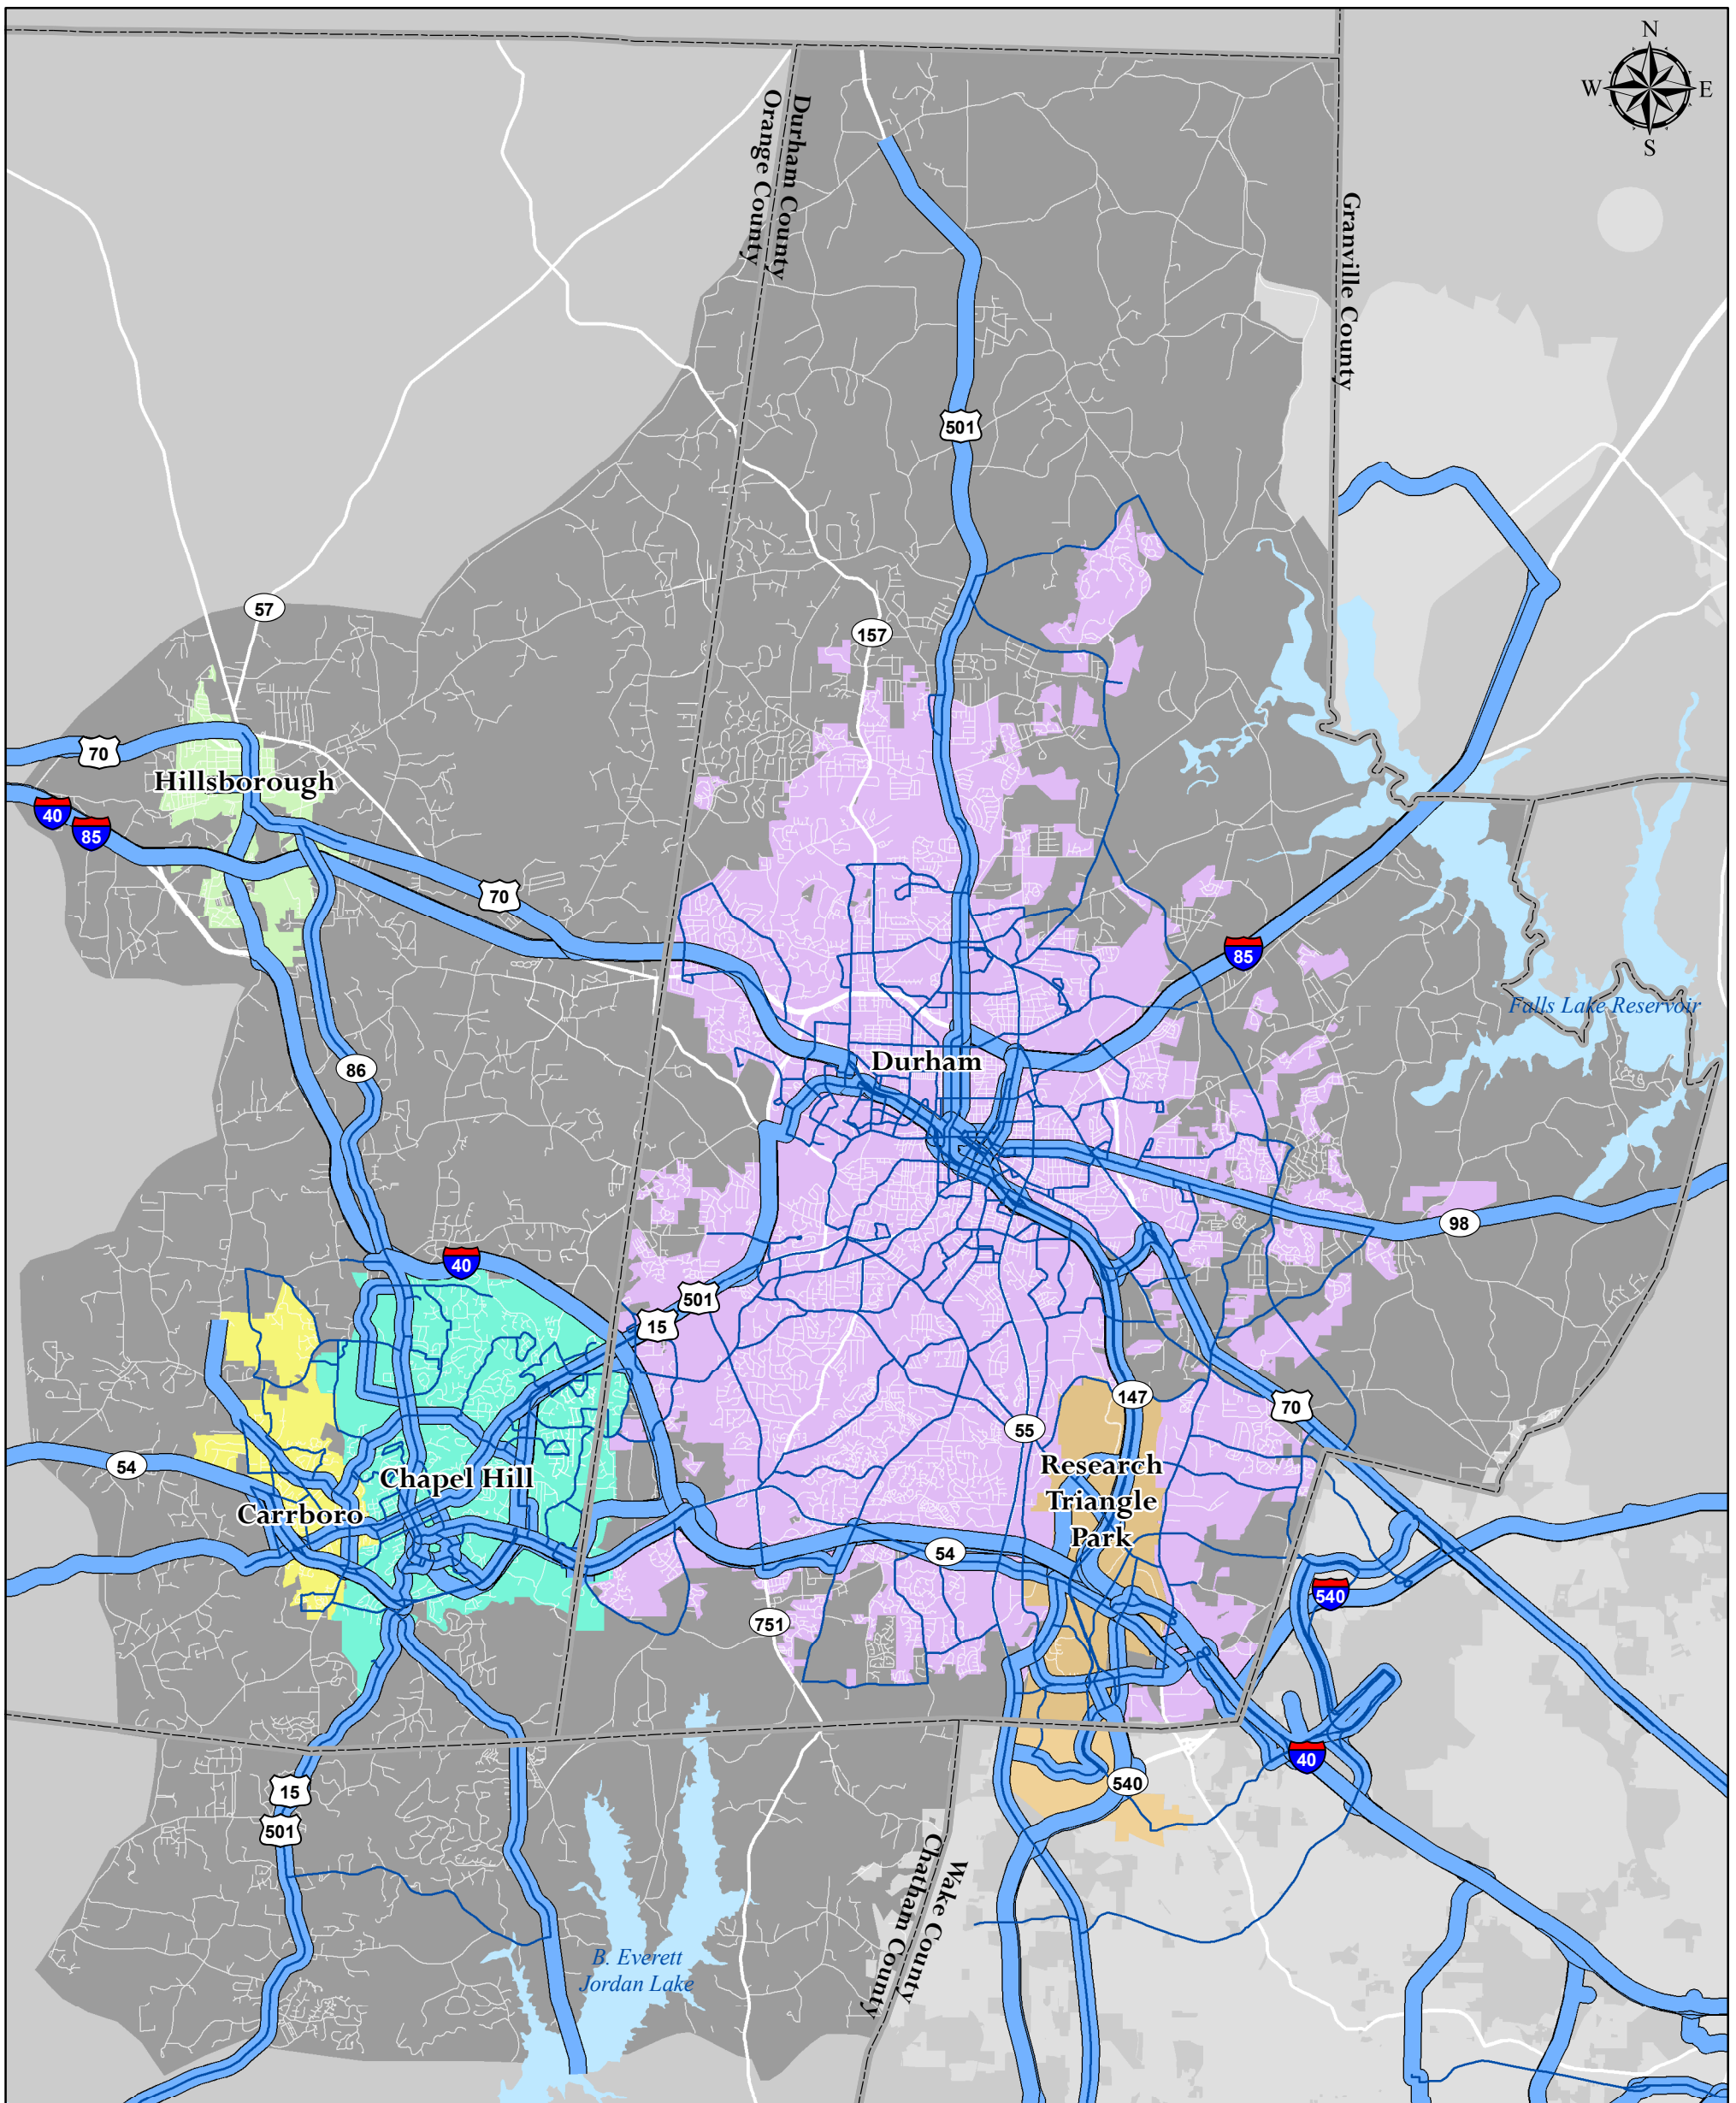 N
W
E
S
Durham County
Orange County
Granville County
501
57
157
70
Hillsborough
40
85
70
85
Falls Lake Reservoir
Durham
86
98
40
501
15
147
70
55
54
Research
Triangle
Park
Chapel Hill
Carrboro
54
540
751
40
540
15
501
Wake County
Chatham County
B. Everett
Jordan Lake